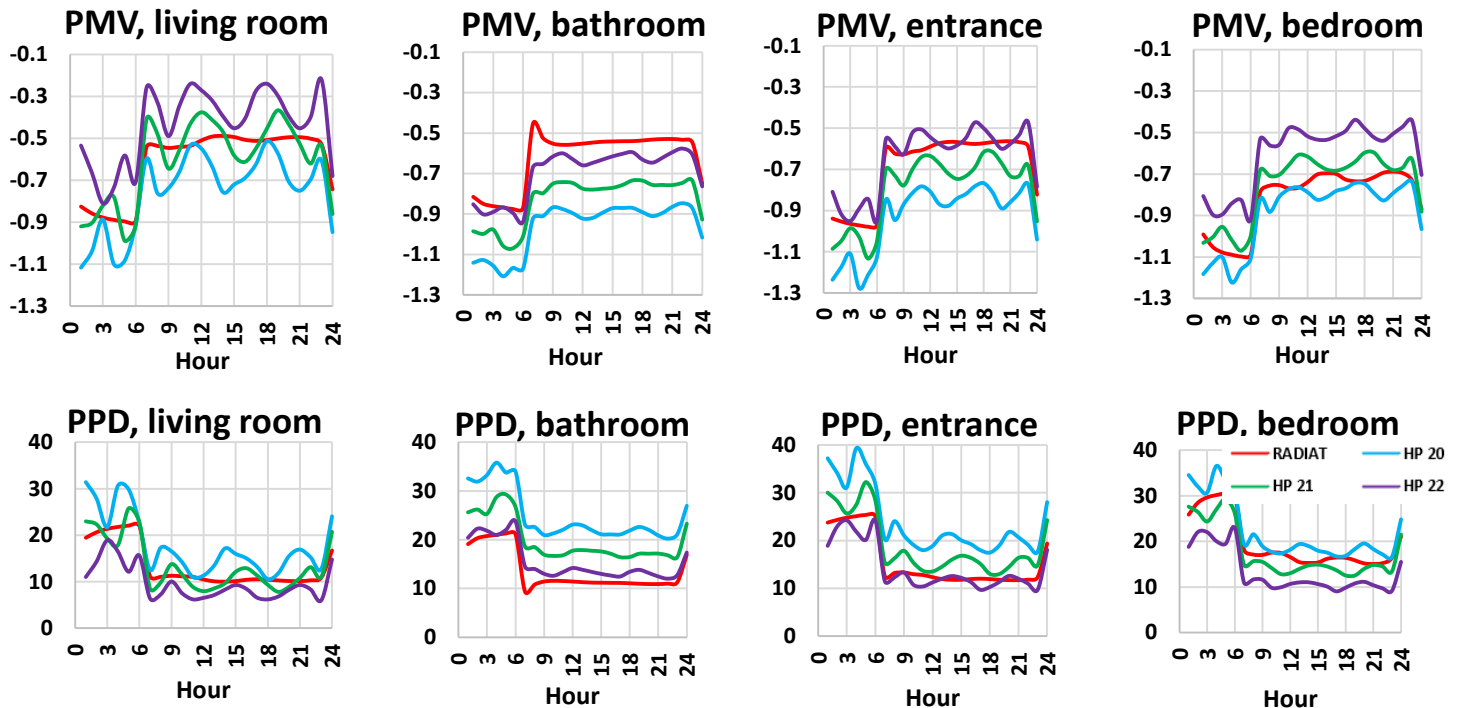 PMV, living room
-0.1
-0.3
-0.5
-0.7
-0.9
-1.1
-1.3
0 3 6 9 12 15 18 21 24
Hour
PMV, bathroom
-0.1
-0.3
-0.5
-0.7
-0.9
-1.1
-1.3
0 3 6 9 12 15 18 21 24
Hour
PMV, entrance
-0.1
-0.3
-0.5
-0.7
-0.9
-1.1
-1.3
0 3 6 9 12 15 18 21 24
Hour
PMV, bedroom
-0.1
-0.3
-0.5
-0.7
-0.9
-1.1
-1.3
0 3 6 9 12 15 18 21 24
Hour
PPD, living room
40
30
20
10
0
0 3 6 9 12 15 18 21 24
Hour
PPD, bathroom
40
30
20
10
0
0 3 6 9 12 15 18 21 24
Hour
PPD, entrance
40
30
20
10
0
0 3 6 9 12 15 18 21 24
Hour
PPD, bedroom
RADIAT HP 20
HP 21 HP 22
40
30
20
10
0
0 3 6 9 12 15 18 21 24
Hour